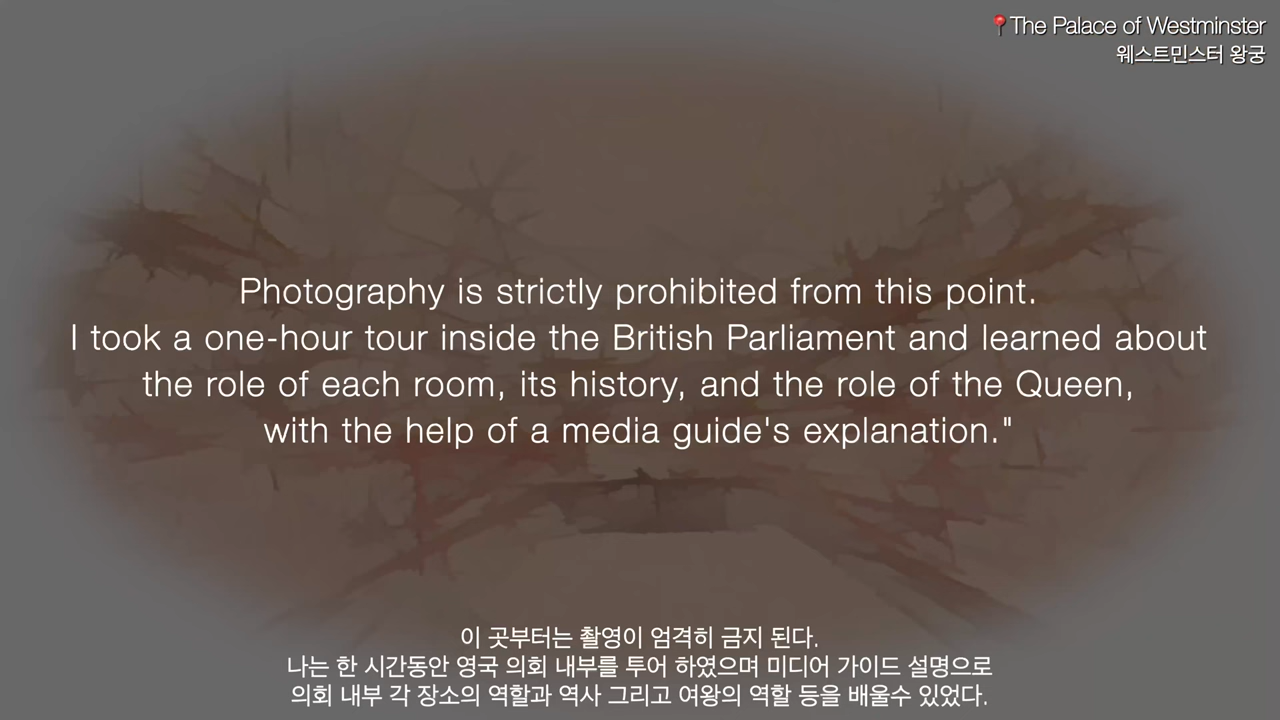 📍The Palace of Westminster
웨스트민스터 왕궁
Photography is strictly prohibited from this point.
I took a one-hour tour inside the British Parliament and learned about
the role of each room, its history, and the role of the Queen,
with the help of a media guide's explanation."
이 곳부터는 촬영이 엄격히 금지 된다.
나는 한 시간동안 영국 의회 내부를 투어 하였으며 미디어 가이드 설명으로
의회 내부 각 장소의 역할과 역사 그리고 여왕의 역할 등을 배울수 있었다.